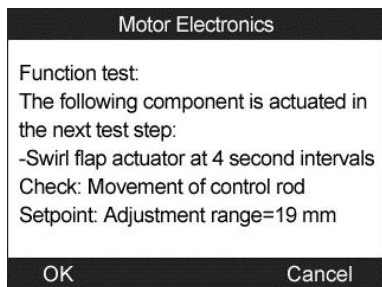 Motor Electronics
Function test:
The following component is actuated in
the next test step:
-Swirl flap actuator at 4 second intervals
Check: Movement of control rod
Setpoint: Adjustment range=19 mm
OK Cancel